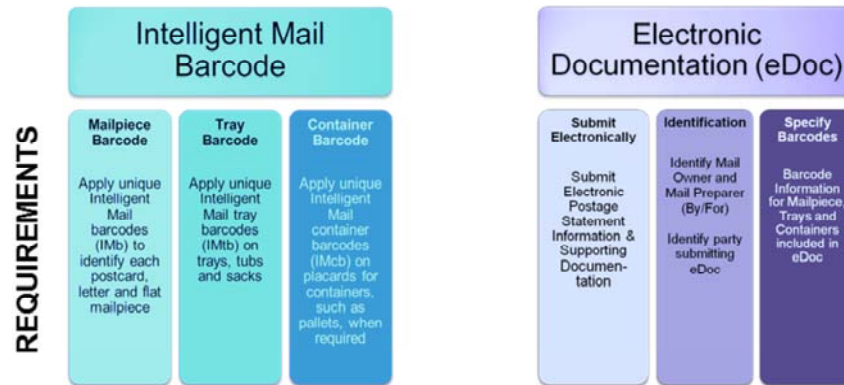 REQUIREMENTS
Intelligent Mail
Barcode
Mailpiece
Barcode
Apply unique
Intelligent
Mail
barcodes
(IMb) to
identify each
postcard,
letter and flat
mailpiece
Tray
Barcode
Apply unique
Intelligent
Mail tray
barcodes
(IMtb) on
trays, tubs
and sacks
Container
Barcode
Apply unique
Intelligent
Mail
container
barcodes
(IMcb) on
placards for
containers,
such as
pallets, when
required
Electronic
Documentation (eDoc)
Submit
Electronically
Submit
Electronic
Postage
Statement
Information &
Supporting
Documen-
tation
Identification
Identify Mail
Owner and
Mail Preparer
(By/For)
Identify party
submitting
eDoc
Specify
Barcodes
Barcode
Information
for Mailpiece,
Trays and
Containers
included in
eDoc